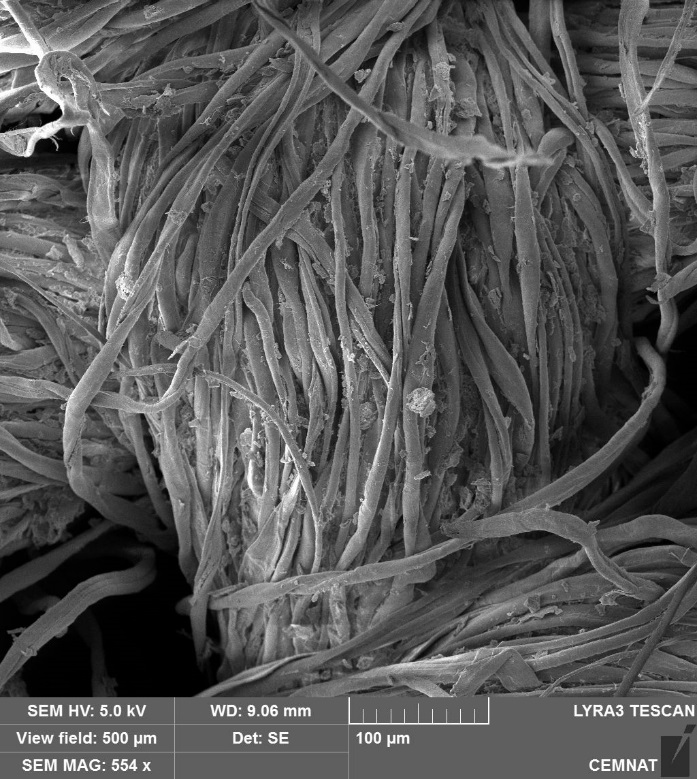 SEM HV: 5.0 kV
WD: 9.06 mm
LYRA3 TESCAN
View field: 500 µm
Det: SE
100 µm
SEM MAG: 554 x
CEMNAT